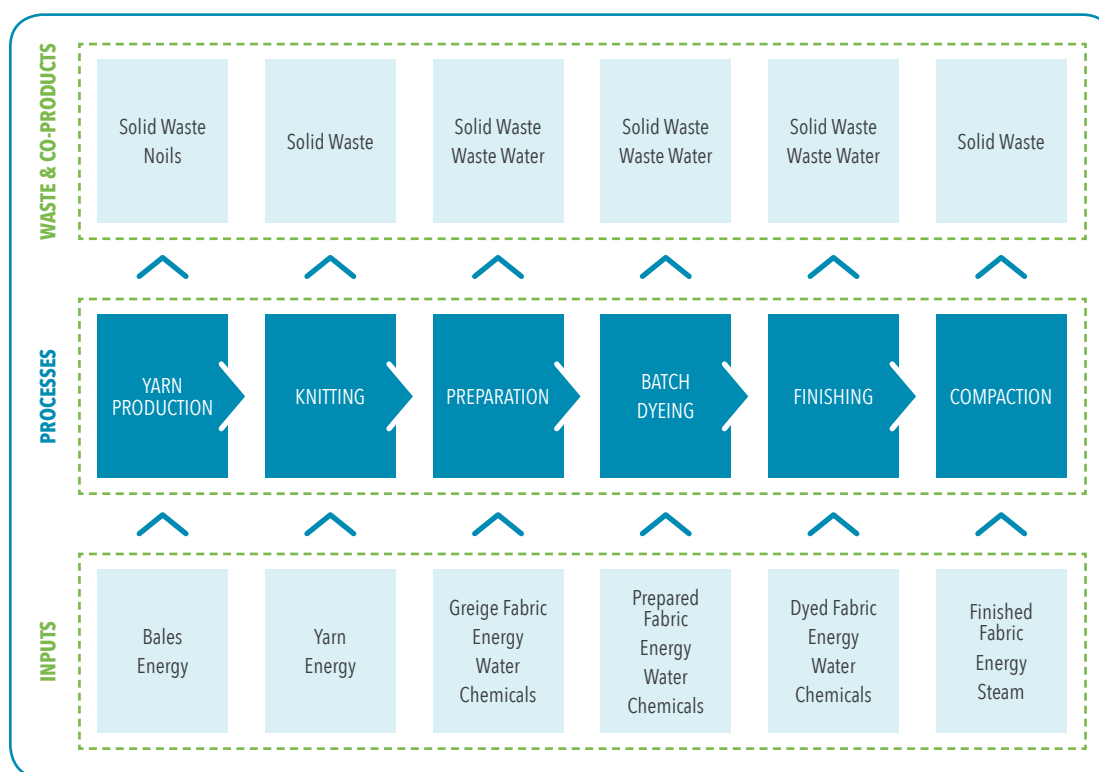 WASTE & CO-PRODUCTS
Solid Waste
Noils
Solid Waste
Solid Waste
Waste Water
Solid Waste
Waste Water
Solid Waste
Waste Water
Solid Waste
PROCESSES
YARN
PRODUCTION
KNITTING
PREPARATION
BATCH
DYEING
FINISHING
COMPACTION
INPUTS
Bales
Energy
Yarn
Energy
Greige Fabric
Energy
Water
Chemicals
Prepared
Fabric
Energy
Water
Chemicals
Dyed Fabric
Energy
Water
Chemicals
Finished
Fabric
Energy
Steam